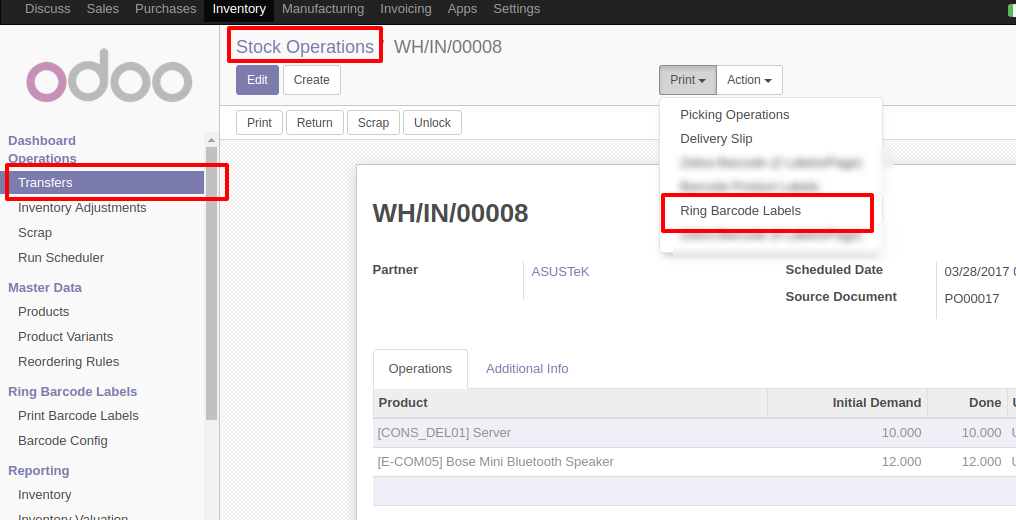 Discuss Sales Purchases Inventory Manufacturing Invoicing Apps Settings
odoo
Dashboard
Operations
Transfers
Inventory Adjustments
Scrap
Run Scheduler
Master Data
Products
Product Variants
Reordering Rules
Ring Barcode Labels
Print Barcode Labels
Barcode Config
Reporting
Inventory
Inventory Valuation
Stock Operations / WH/IN/00008
Edit Create
Print Action
Picking Operations
Delivery Slip
Ring Barcode Labels
Print Return Scrap Unlock
WH/IN/00008
Partner ASUSTeK
Scheduled Date 03/28/2017
Source Document PO00017
Operations Additional Info
Product Initial Demand Done
[CONS_DEL01] Server 10.000 10.000
[E-COM05] Bose Mini Bluetooth Speaker 12.000 12.000